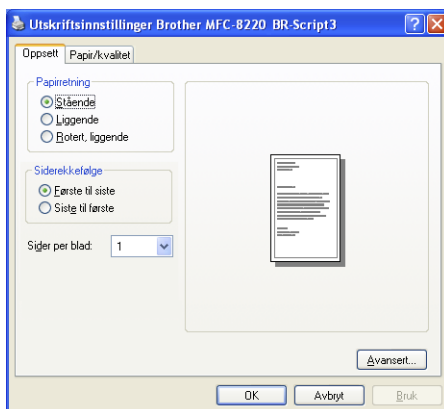 Utskriftsinnstillinger Brother MFC-8220 BR-Script3
Oppsett Papir/kvalitet
Papirretning
Stående
Liggende
Rotert, liggende
Siderekkefølge
Første til siste
Siste til første
Sider per blad: 1
Avansert...
OK Avbryt Bruk